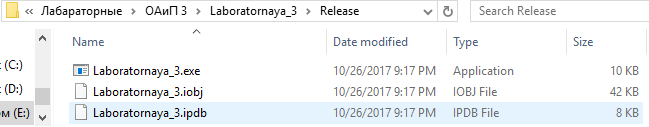 « Лабараторные > ОАиП 3 > Laboratornaya_3 > Release
Search Release
Name Date modified Type Size
t (C:)
Laboratornaya_3.exe 10/26/2017 9:17 PM Application 10 KB
t (D:)
Laboratornaya_3.iobj 10/26/2017 9:17 PM IOBJ File 42 KB
ом (E:)
Laboratornaya_3.ipdb 10/26/2017 9:17 PM IPDB File 8 KB